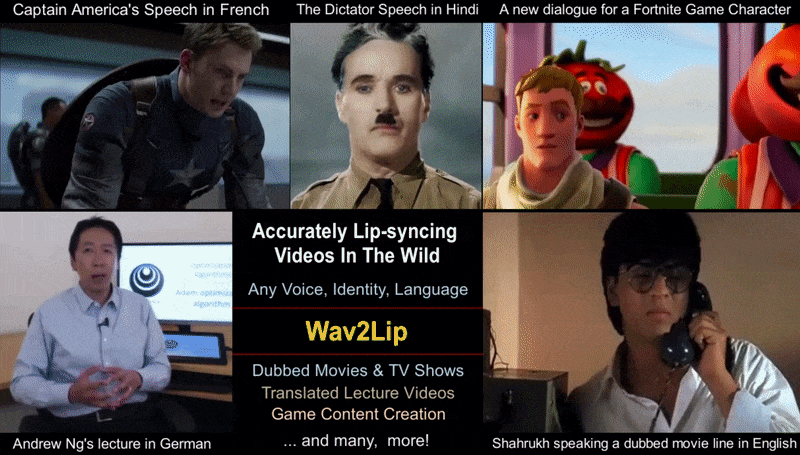 Captain America's Speech in French
The Dictator Speech in Hindi
A new dialogue for a Fortnite Game Character
Accurately Lip-syncing
Videos In The Wild
Any Voice, Identity, Language
Wav2Lip
Dubbed Movies & TV Shows
Translated Lecture Videos
Game Content Creation
... and many, more!
algorithm
Andrew Ng's lecture in German
Shahrukh speaking a dubbed movie line in English